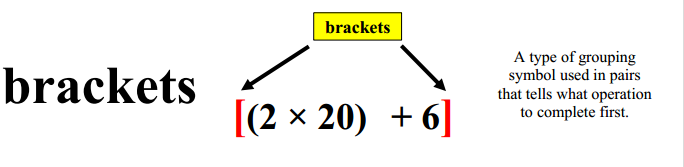 brackets
brackets
[(2 × 20) + 6]
A type of grouping
symbol used in pairs
that tells what operation
to complete first.